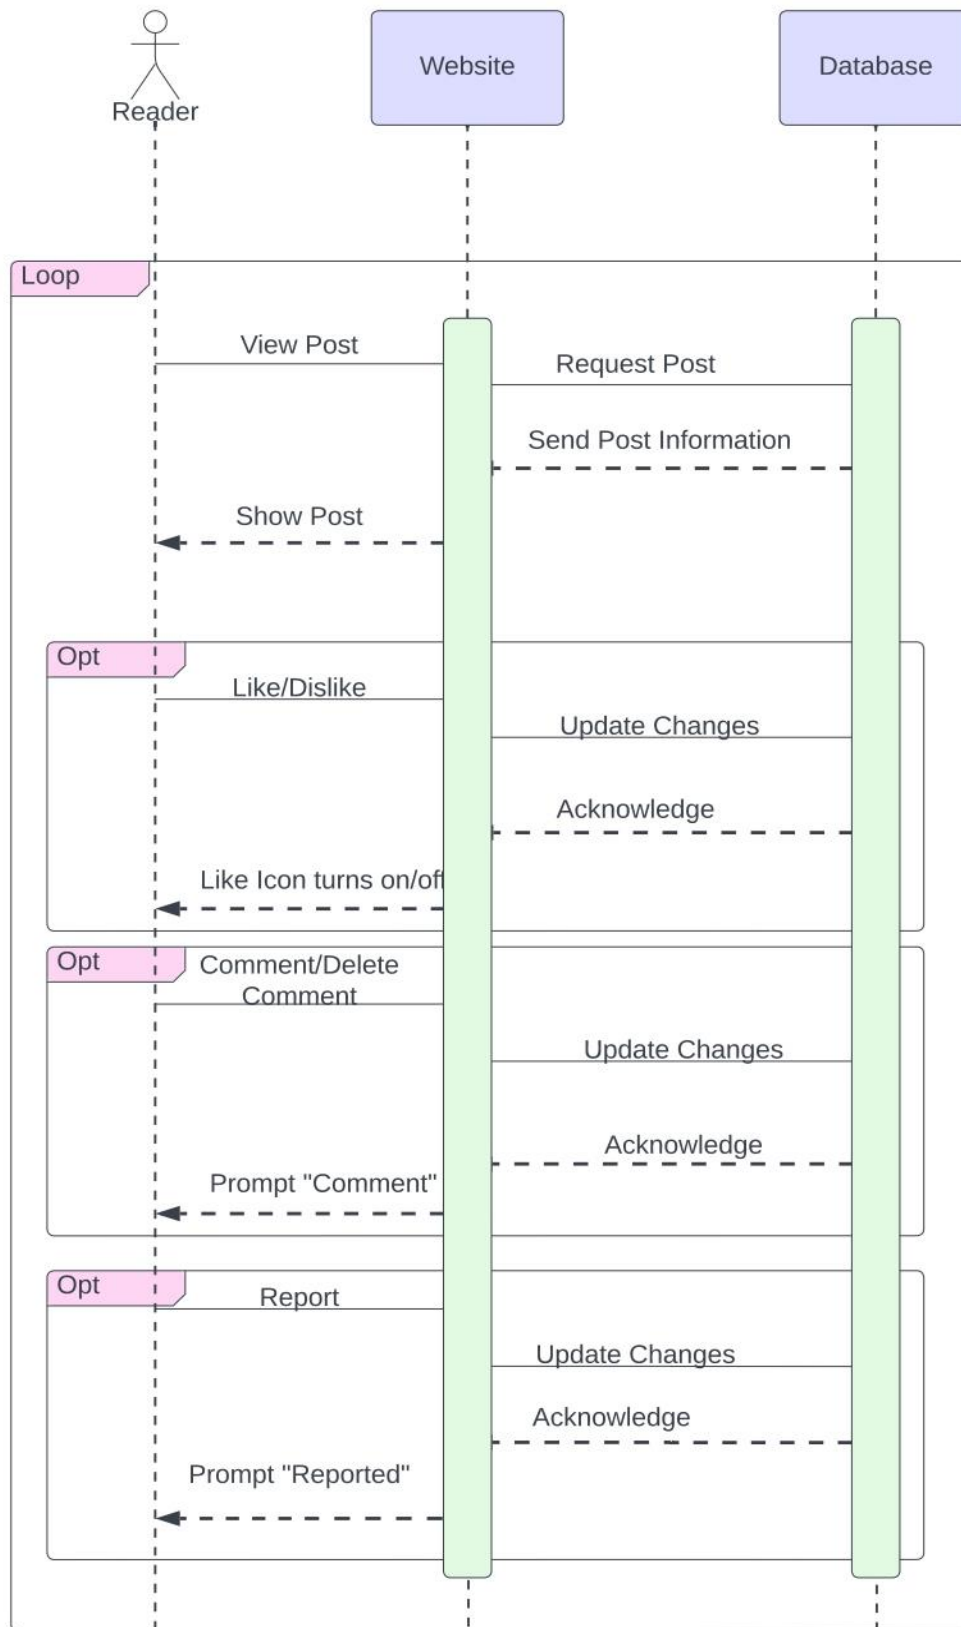 Reader
Website
Database
Loop
View Post
Request Post
Send Post Information
Show Post
Opt
Like/Dislike
Update Changes
Acknowledge
Like Icon turns on/off
Opt
Comment/Delete
Comment
Update Changes
Acknowledge
Prompt "Comment"
Opt
Report
Update Changes
Acknowledge
Prompt "Reported"